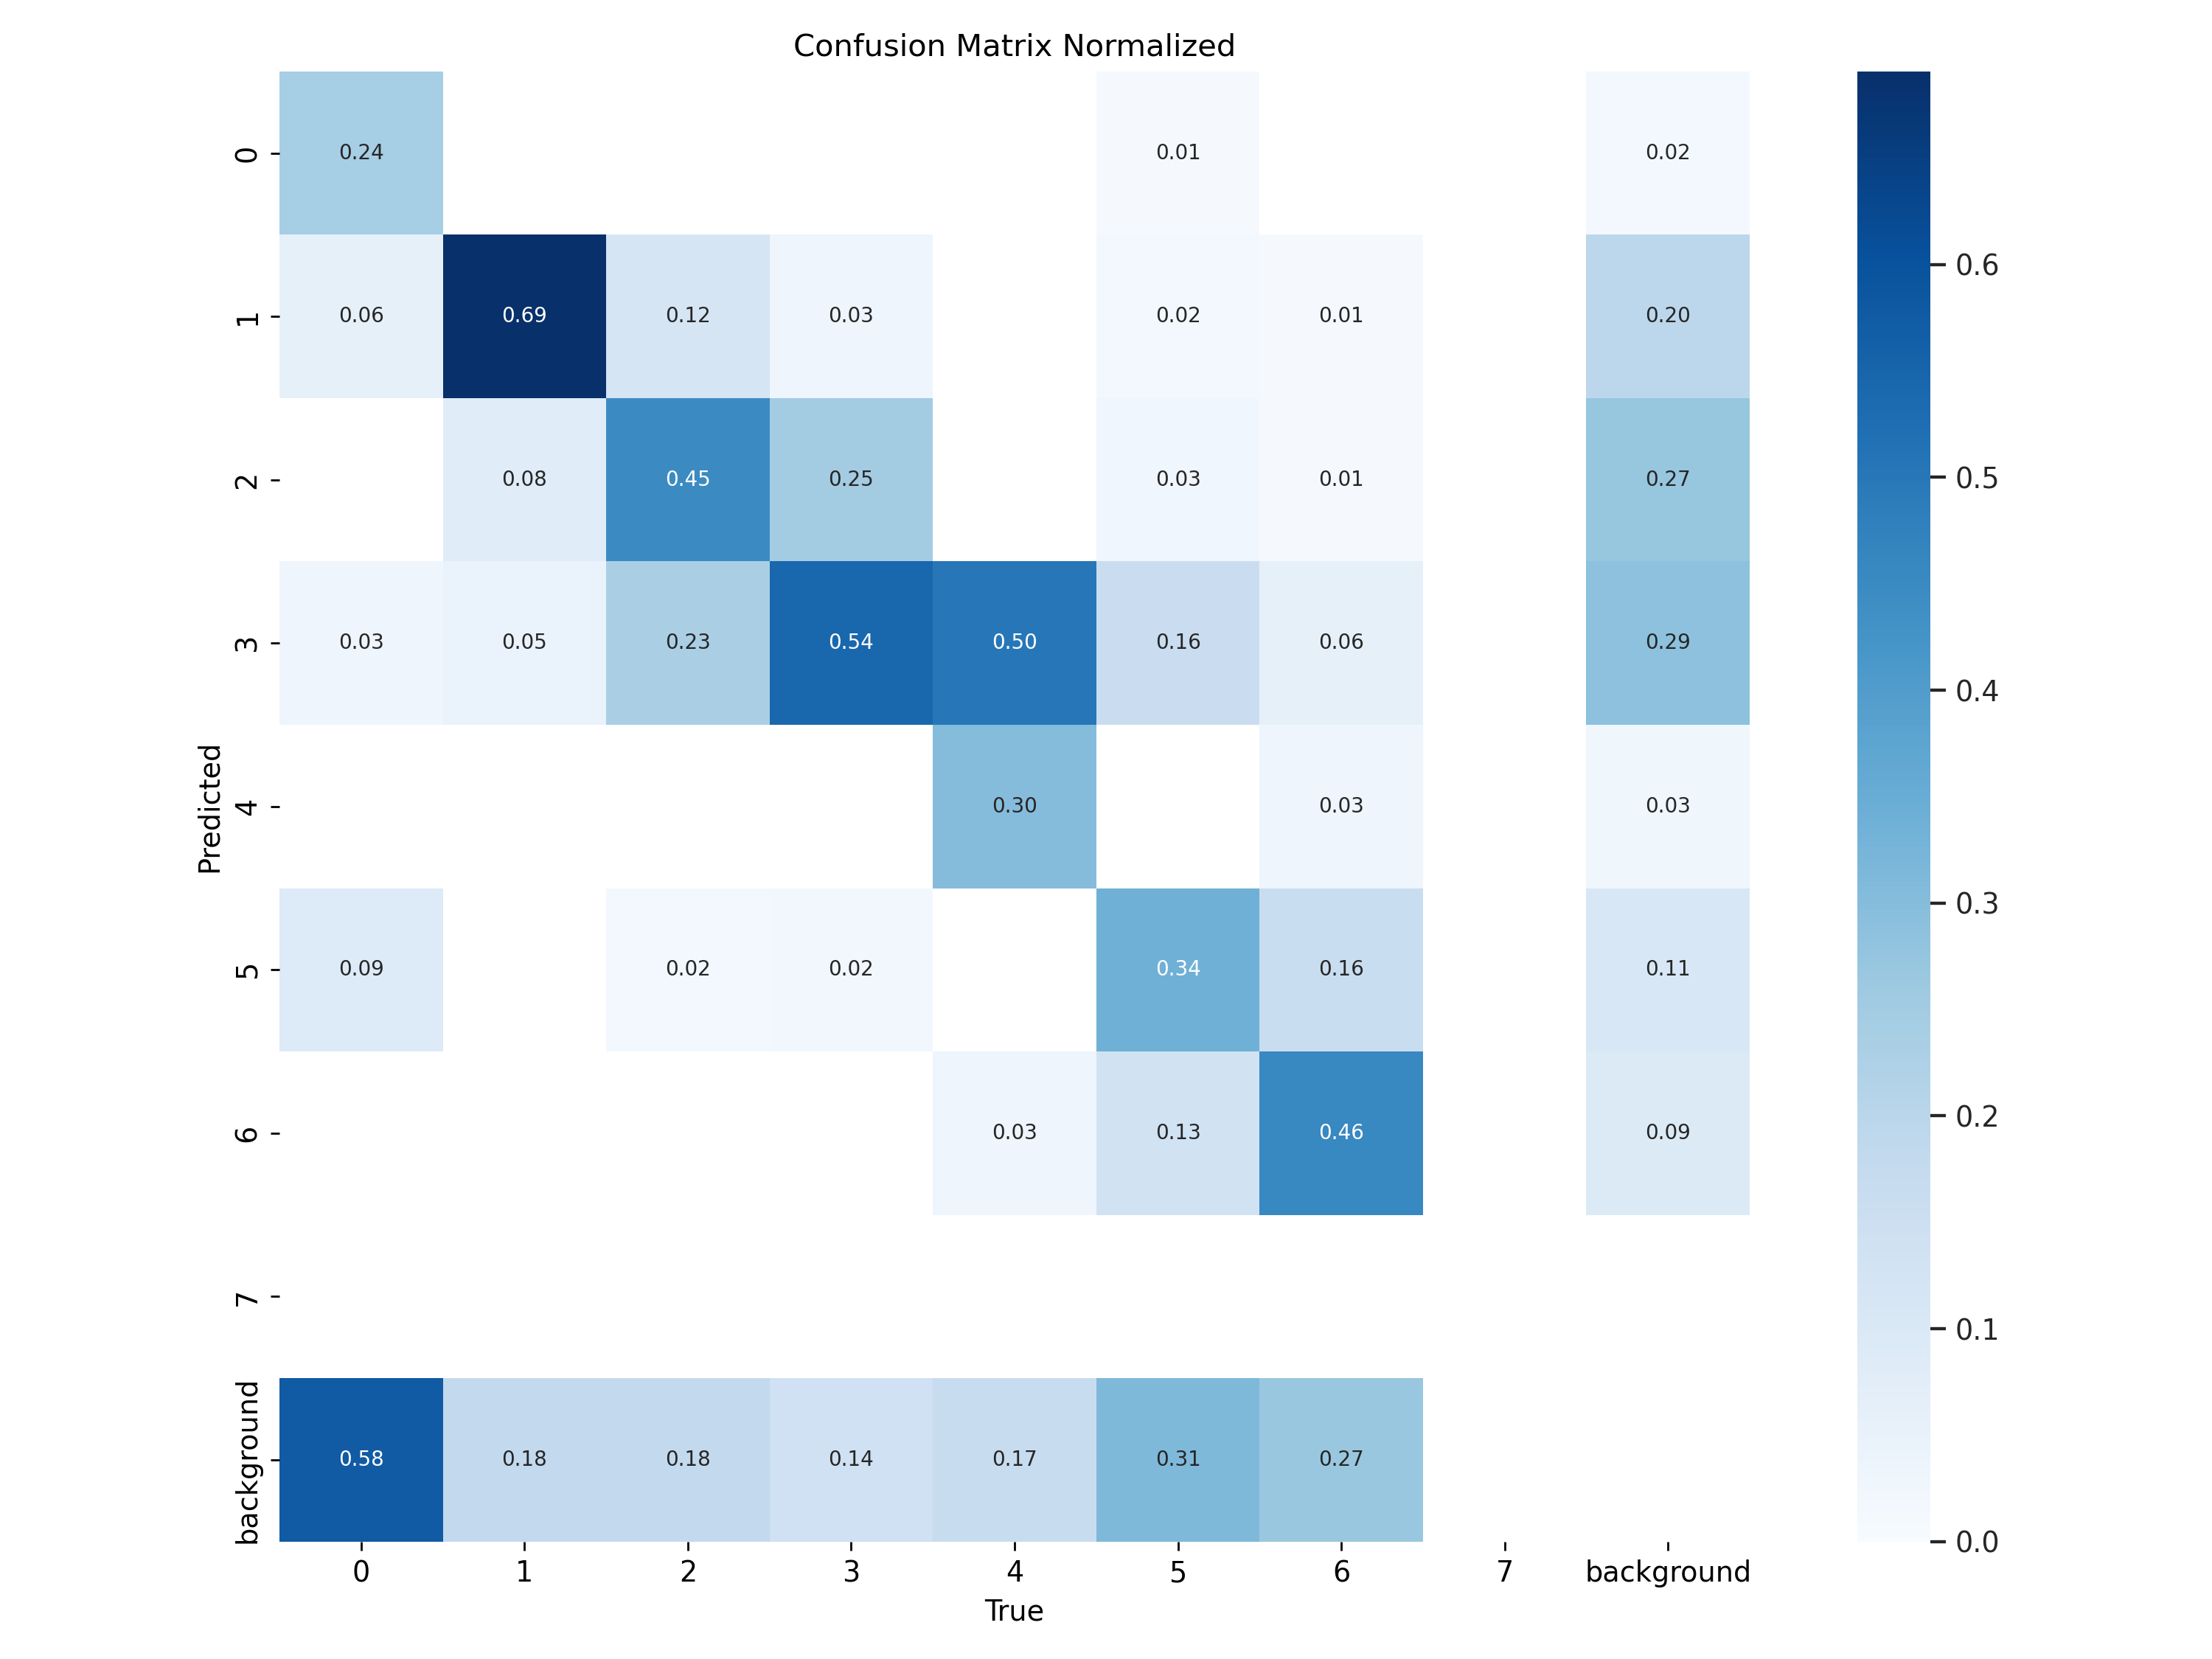 Confusion Matrix Normalized
0 0.24 0.01 0.02
1 0.06 0.69 0.12 0.03 0.02 0.01 0.20
2 0.08 0.45 0.25 0.03 0.01 0.27
3 0.03 0.05 0.23 0.54 0.50 0.16 0.06 0.29
4 0.30 0.03 0.03
5 0.09 0.02 0.02 0.34 0.16 0.11
6 0.03 0.13 0.46 0.09
7
background 0.58 0.18 0.18 0.14 0.17 0.31 0.27
0 1 2 3 4 5 6 7 background
True
Predicted
0.6
0.5
0.4
0.3
0.2
0.1
0.0